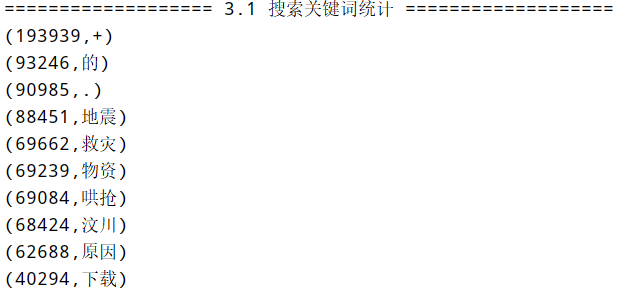 =================== 3.1 搜索关键词统计 ===================
(193939,+)
(93246,的)
(90985,.)
(88451,地震)
(69662,救灾)
(69239,物资)
(69084,哄抢)
(68424,汶川)
(62688,原因)
(40294,下载)